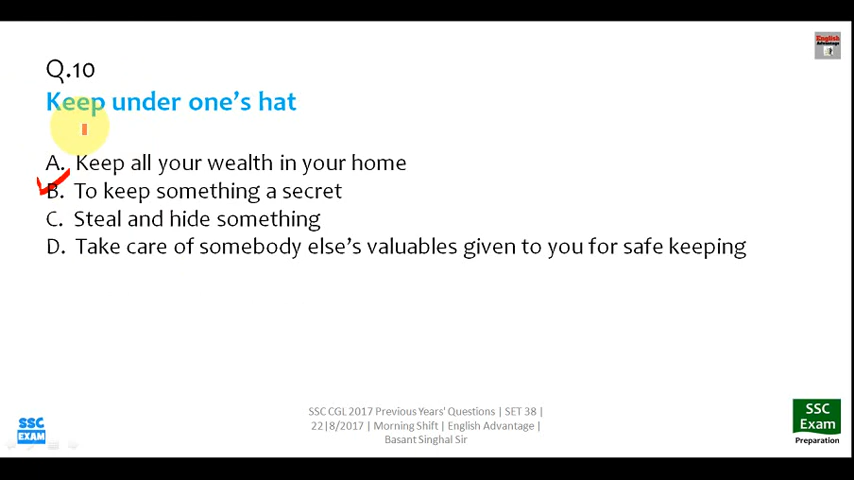 English
Advantage
Q.10
Keep under one's hat
A. Keep all your wealth in your home
B. To keep something a secret
C. Steal and hide something
D. Take care of somebody else's valuables given to you for safe keeping
SSC CGL 2017 Previous Years' Questions | SET 38 |
22|8/2017 | Morning Shift | English Advantage |
Basant Singhal Sir
SSC
EXAM
SSC
Exam
Preparation